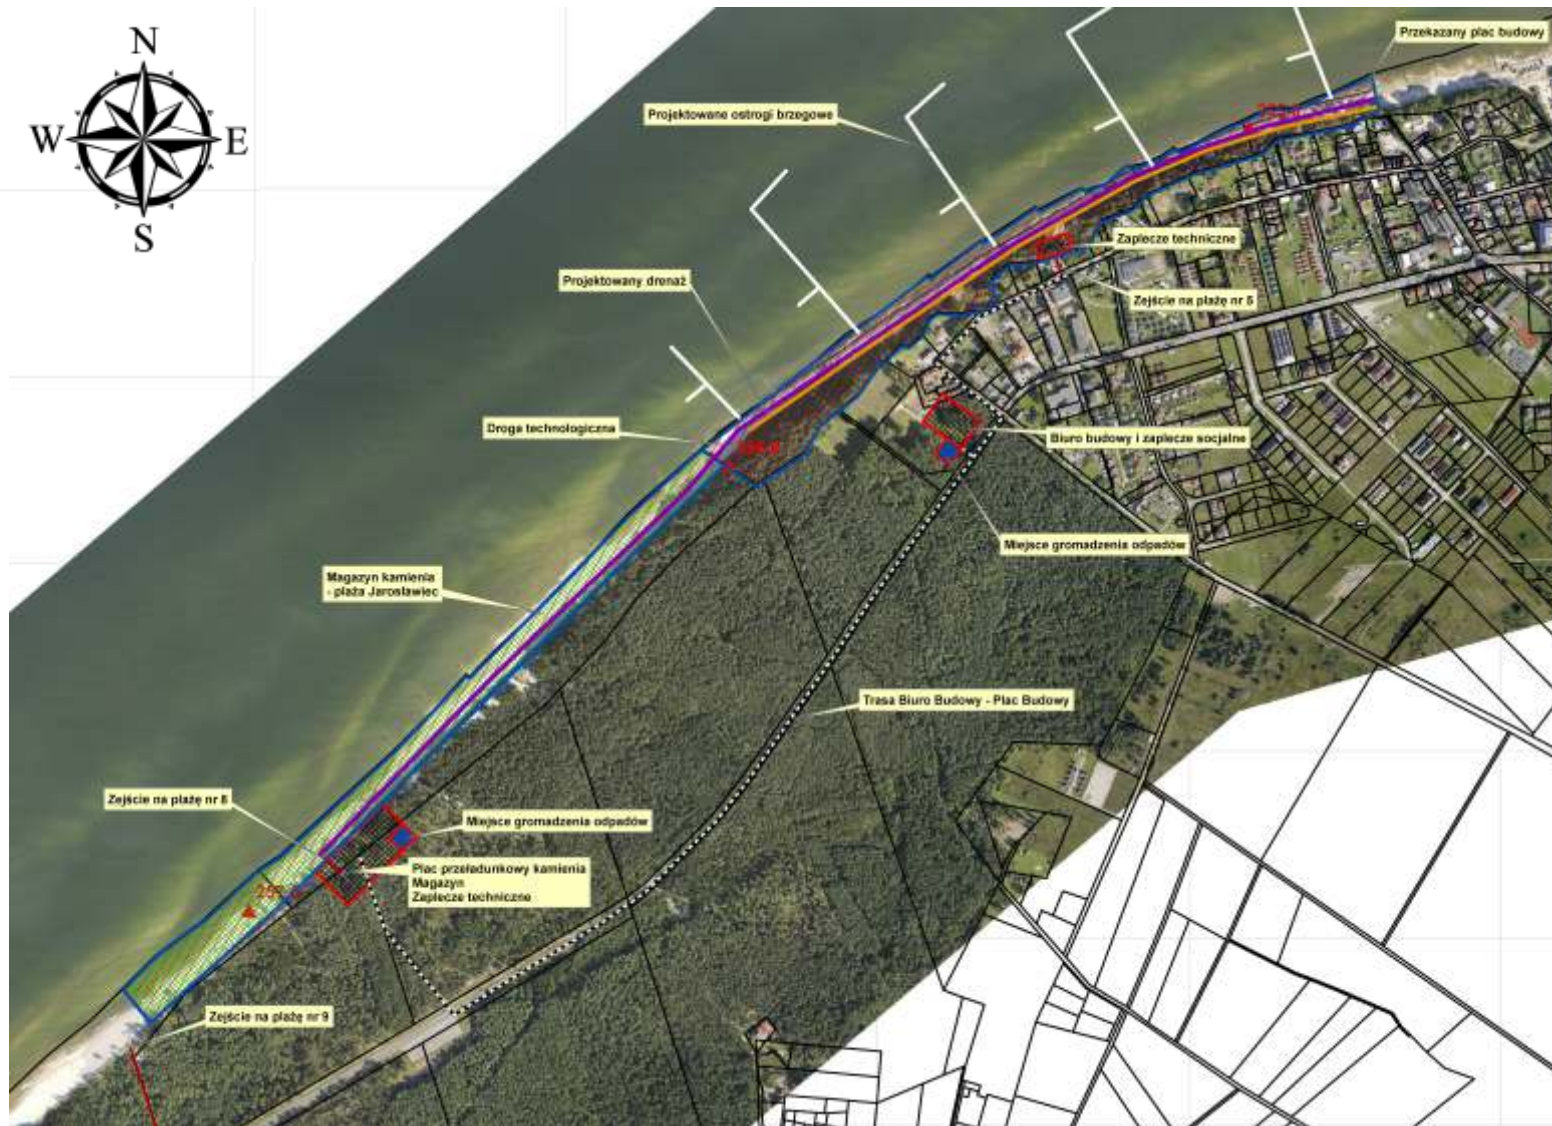 N
W E
S
Przekazany plac budowy
Projektowane ostrogi brzegowe
Zaplecze techniczne
Projektowany drenaż
Zejście na plażę nr 5
Droga technologiczna
Biuro budowy i zaplecze socjalne
Miejsce gromadzenia odpadów
Magazyn kamienia
- plaża Jarosławiec
Trasa Biuro Budowy - Plac Budowy
Zejście na plażę nr 8
Miejsce gromadzenia odpadów
Plac przeładunkowy kamienia
Magazyn
Zaplecze techniczne
Zejście na plażę nr 9